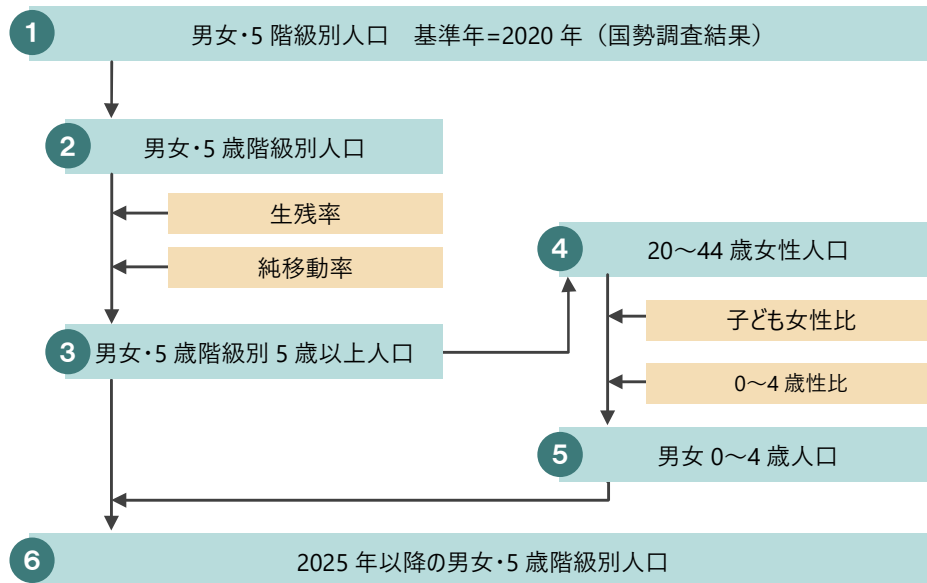 1 男女・5 階級別人口　基準年=2020 年（国勢調査結果）
2 男女・5 歳階級別人口
生残率
純移動率
3 男女・5 歳階級別 5 歳以上人口
4 20～44 歳女性人口
子ども女性比
0～4 歳性比
5 男女 0～4 歳人口
6 2025 年以降の男女・5 歳階級別人口